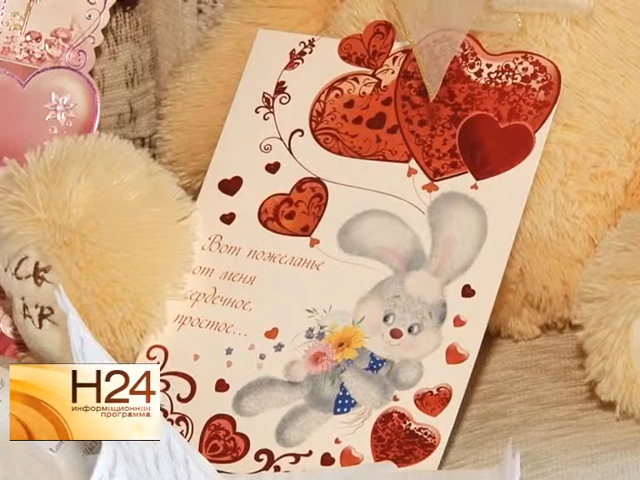 Вот пожеланье
от меня
сердечное,
простое...
Н24
информационная
программа